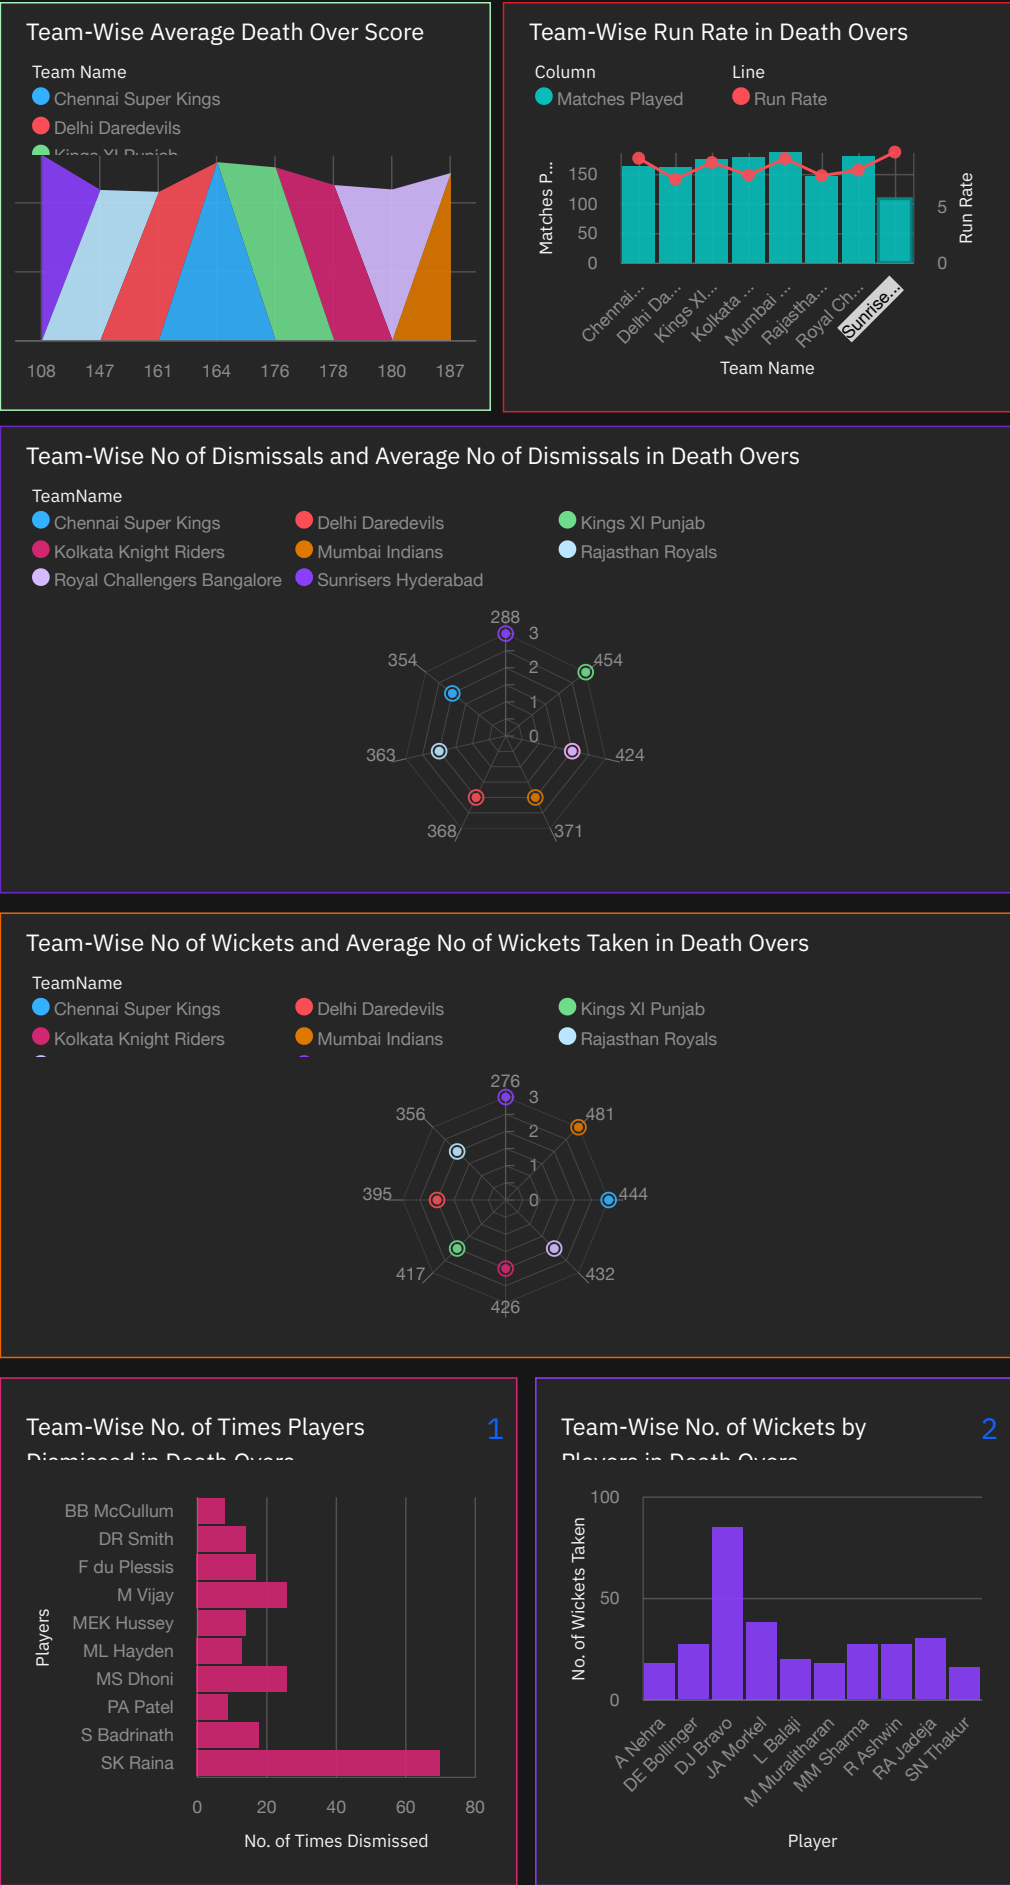 Team-Wise Average Death Over Score
Team Name
Chennai Super Kings
Delhi Daredevils
Kings XI Punjab
108 147 161 164 176 178 180 187
Team-Wise Run Rate in Death Overs
Column Line
Matches Played Run Rate
Matches P...
150
100
50
0
5
0
Run Rate
Chennai... Delhi Da... Kings XI... Kolkata ... Mumbai ... Rajastha... Royal Ch... Sunrise...
Team Name
Team-Wise No of Dismissals and Average No of Dismissals in Death Overs
TeamName
Chennai Super Kings Delhi Daredevils Kings XI Punjab
Kolkata Knight Riders Mumbai Indians Rajasthan Royals
Royal Challengers Bangalore Sunrisers Hyderabad
288
3
354 454
2
1
0
363 424
368 371
Team-Wise No of Wickets and Average No of Wickets Taken in Death Overs
TeamName
Chennai Super Kings Delhi Daredevils Kings XI Punjab
Kolkata Knight Riders Mumbai Indians Rajasthan Royals
276
3
356 481
2
1
395 0 444
417 432
426
Team-Wise No. of Times Players 1
Dismissed in Death Overs
Players
BB McCullum
DR Smith
F du Plessis
M Vijay
MEK Hussey
ML Hayden
MS Dhoni
PA Patel
S Badrinath
SK Raina
0 20 40 60 80
No. of Times Dismissed
Team-Wise No. of Wickets by 2
Players in Death Overs
No. of Wickets Taken
100
50
0
A Nehra DE Bollinger DJ Bravo JA Morkel L Balaji M Muralitharan MM Sharma R Ashwin RA Jadeja SN Thakur
Player